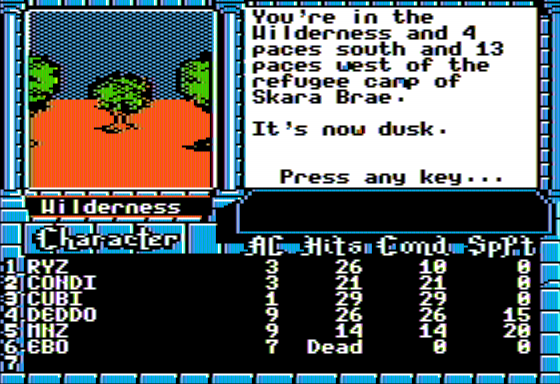 You're in the
Wilderness and 4
paces south and 13
paces west of the
refugee camp of
Skara Brae.
It's now dusk.
Press any key...
Wilderness
Character AC Hits Cond SpPt
1 RYZ 3 26 10 0
2 CONDI 3 21 21 0
3 CUBI 1 29 29 0
4 DEDDO 9 26 26 15
5 MNZ 9 14 14 20
6 EBO 7 Dead 0 0
7